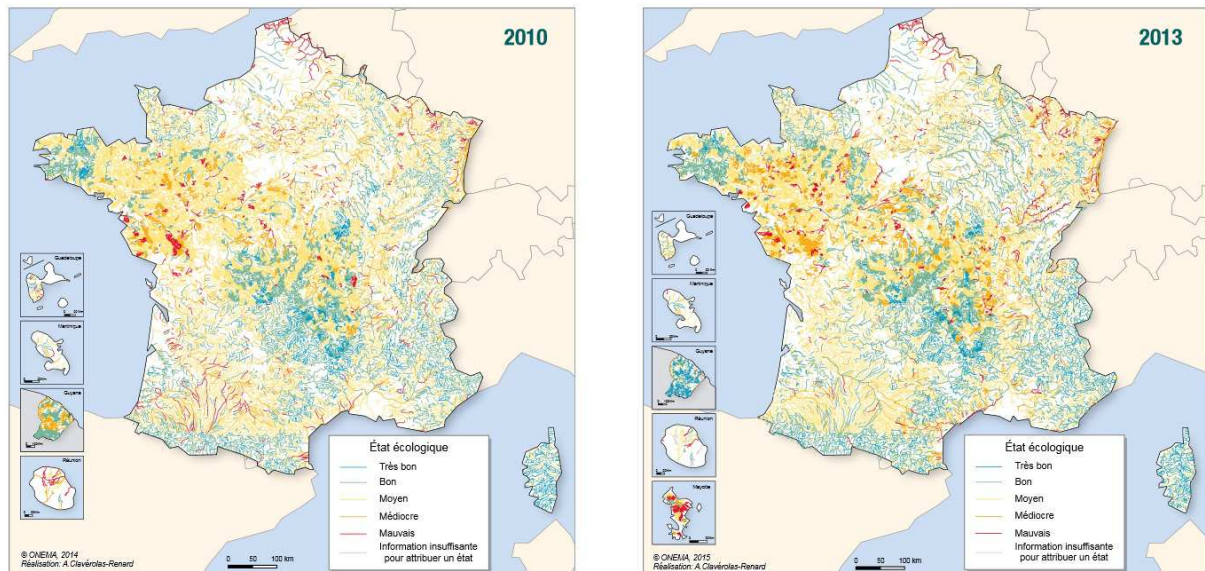 2010
Guadeloupe
Martinique
Guyane
Réunion
État écologique
Très bon
Bon
Moyen
Médiocre
Mauvais
Information insuffisante
pour attribuer un état
© ONEMA, 2014
Réalisation: A.Clavérolas-Renard
0 50 100 km
2013
Guadeloupe
Martinique
Guyane
Réunion
Mayotte
État écologique
Très bon
Bon
Moyen
Médiocre
Mauvais
Information insuffisante
pour attribuer un état
© ONEMA, 2015
Réalisation: A.Clavérolas-Renard
0 50 100 km